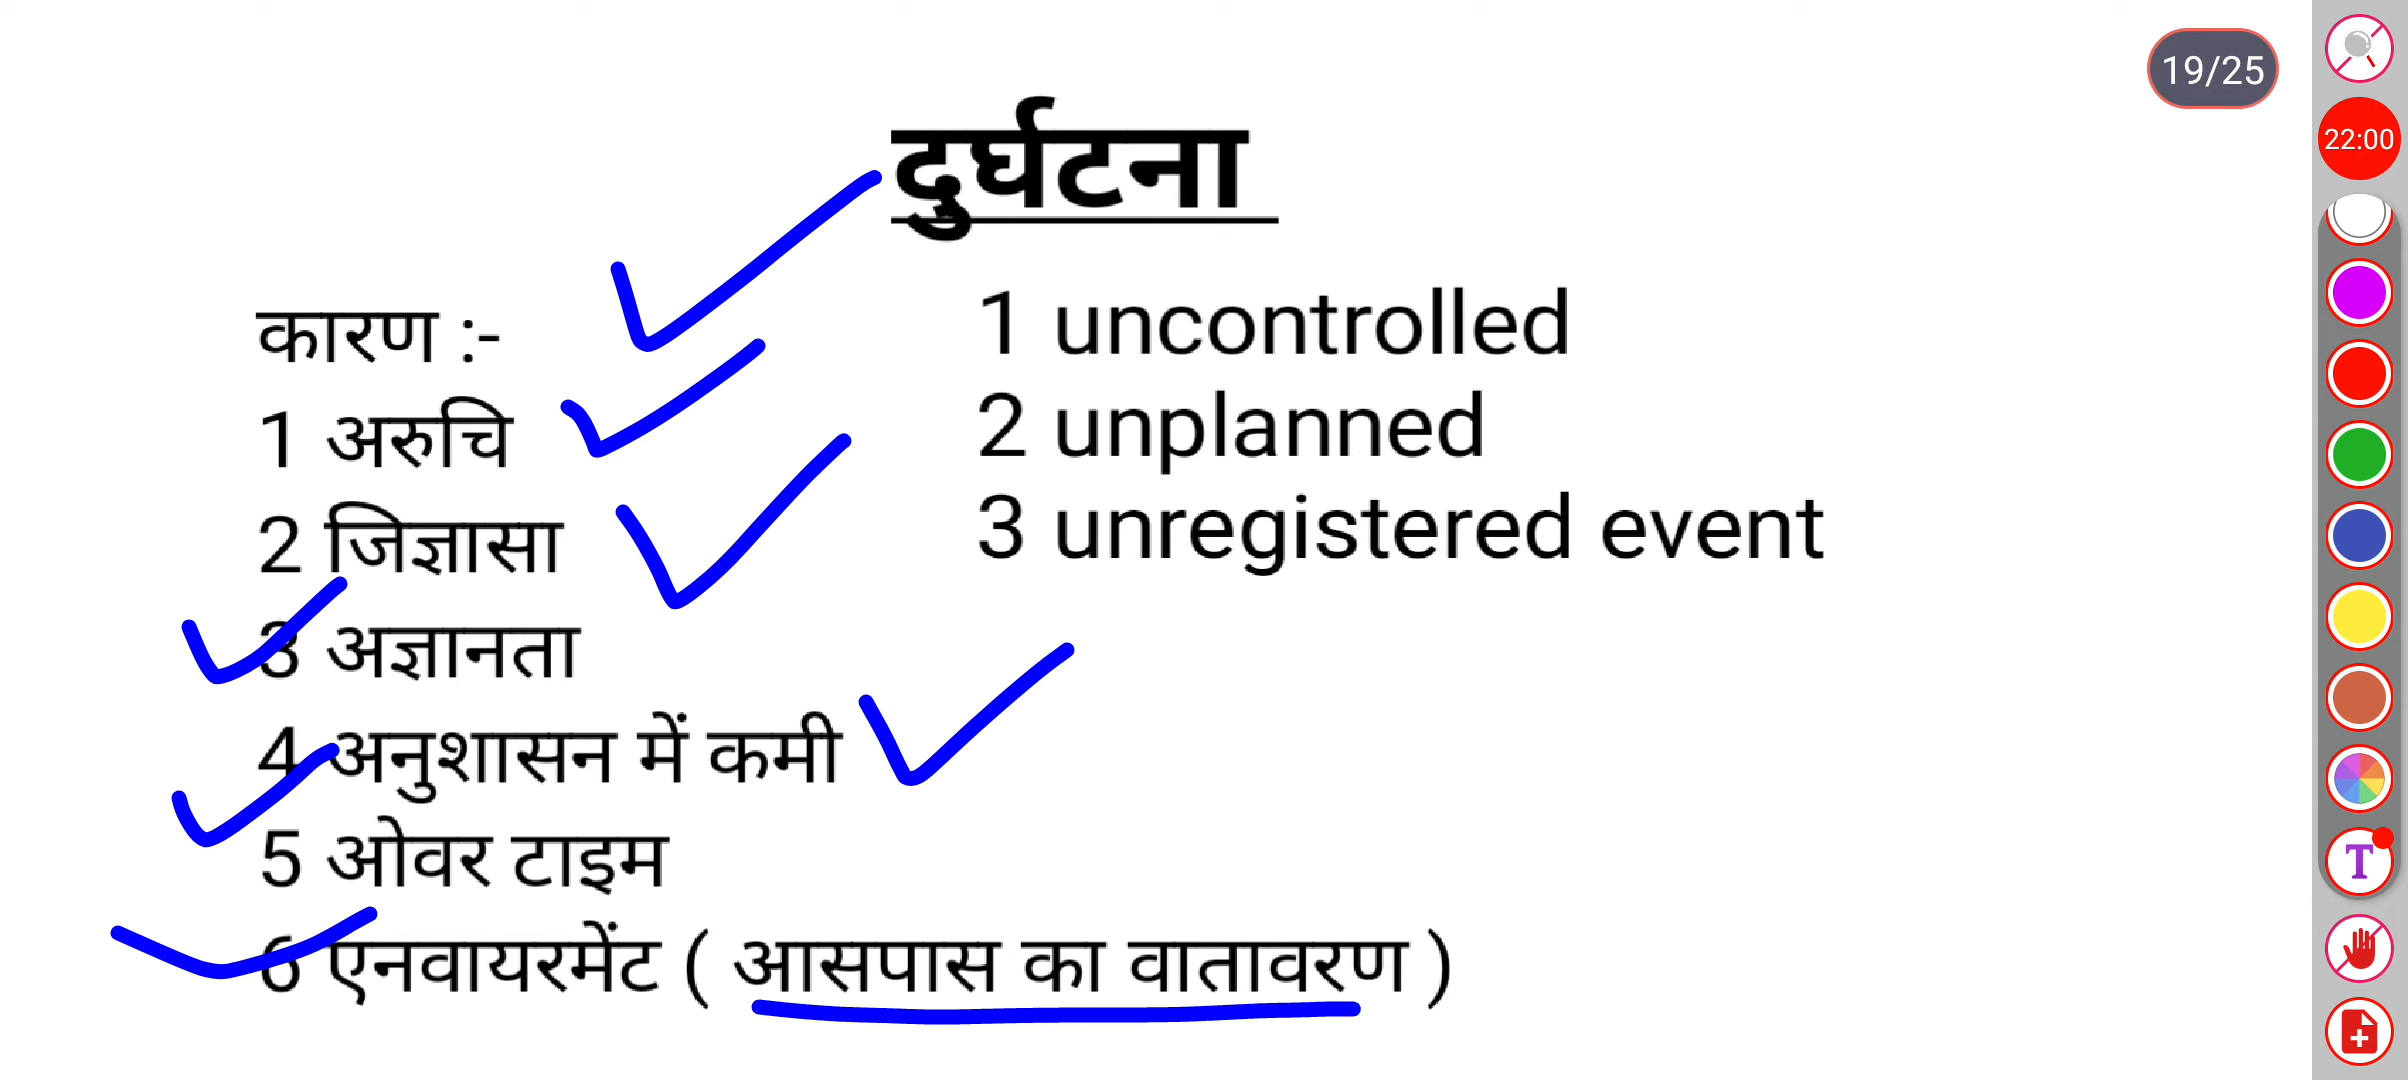 19/25
22:00
दुर्घटना
कारण :-
1 अरुचि
2 जिज्ञासा
3 अज्ञानता
4 अनुशासन में कमी
5 ओवर टाइम
6 एनवायरमेंट ( आसपास का वातावरण )
1 uncontrolled
2 unplanned
3 unregistered event
T